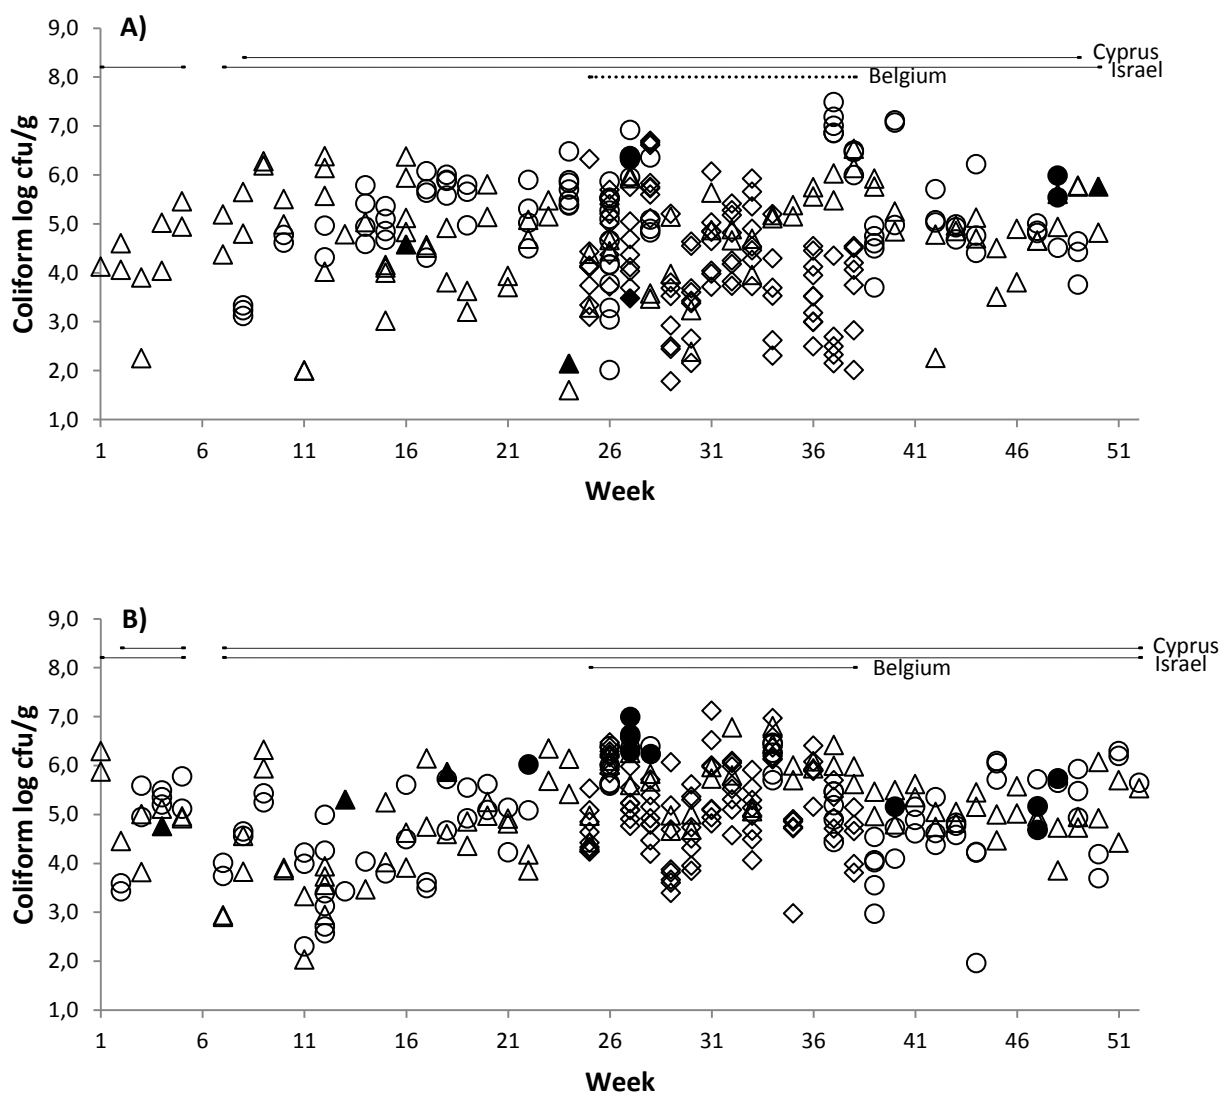 A)
9,0
8,0
7,0
6,0
5,0
4,0
3,0
2,0
1,0
Coliform log cfu/g
Cyprus
Israel
Belgium
1 6 11 16 21 26 31 36 41 46 51
Week
B)
9,0
8,0
7,0
6,0
5,0
4,0
3,0
2,0
1,0
Coliform log cfu/g
Cyprus
Israel
Belgium
1 6 11 16 21 26 31 36 41 46 51
Week